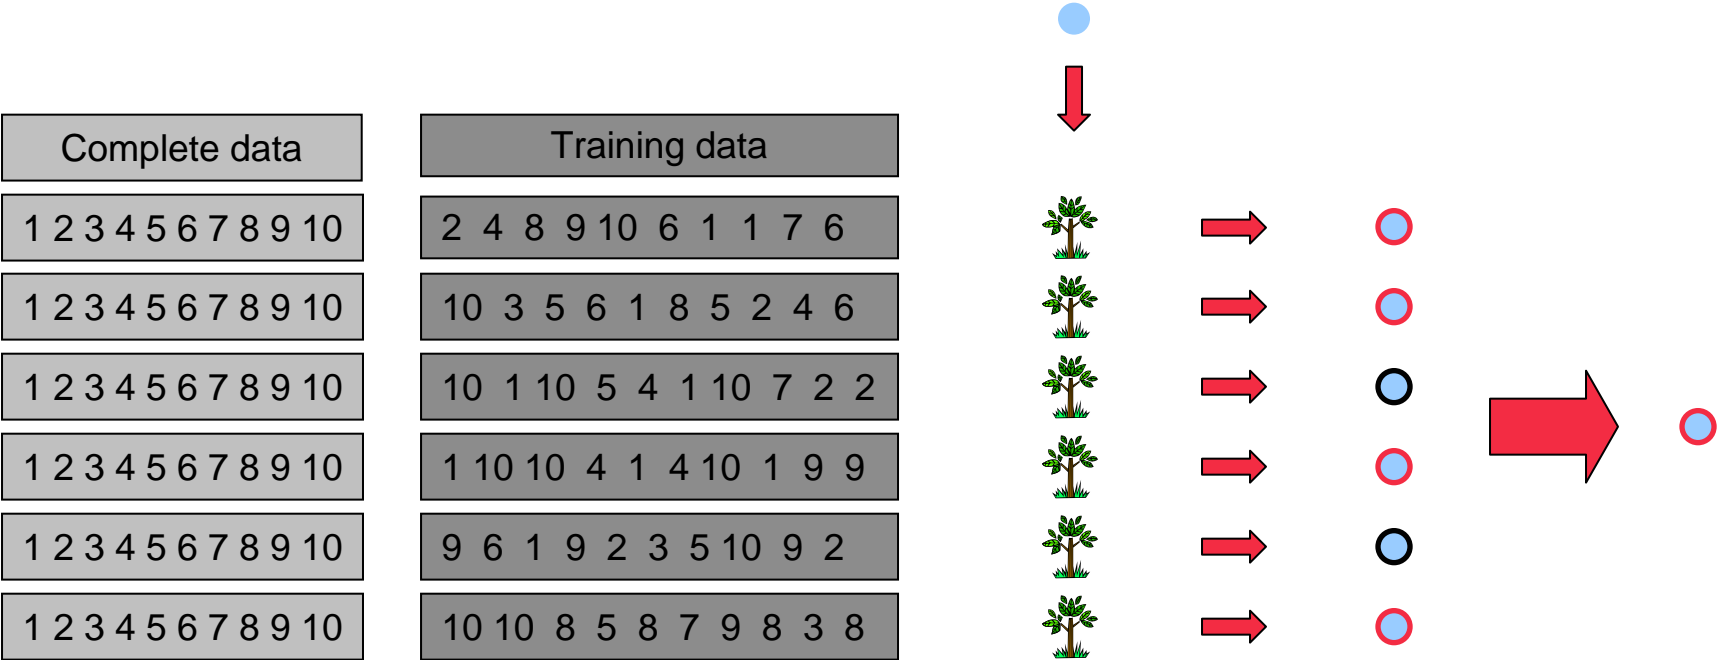 Complete data
Training data
1 2 3 4 5 6 7 8 9 10
2 4 8 9 10 6 1 1 7 6
1 2 3 4 5 6 7 8 9 10
10 3 5 6 1 8 5 2 4 6
1 2 3 4 5 6 7 8 9 10
10 1 10 5 4 1 10 7 2 2
1 2 3 4 5 6 7 8 9 10
1 10 10 4 1 4 10 1 9 9
1 2 3 4 5 6 7 8 9 10
9 6 1 9 2 3 5 10 9 2
1 2 3 4 5 6 7 8 9 10
10 10 8 5 8 7 9 8 3 8